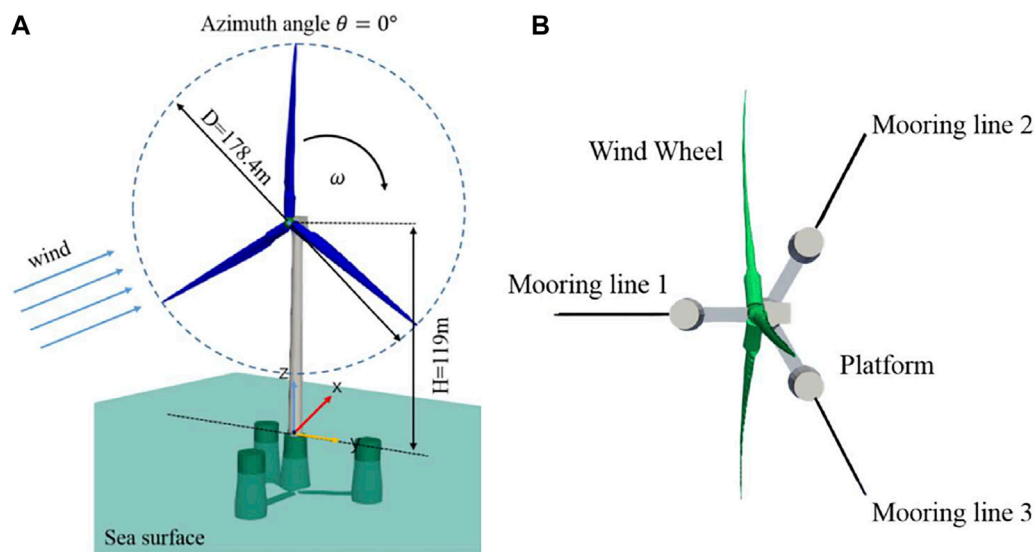 A
Azimuth angle θ = 0°
D=178.4m
ω
wind
H=119m
z
x
y
Sea surface
B
Mooring line 2
Wind Wheel
Mooring line 1
Platform
Mooring line 3